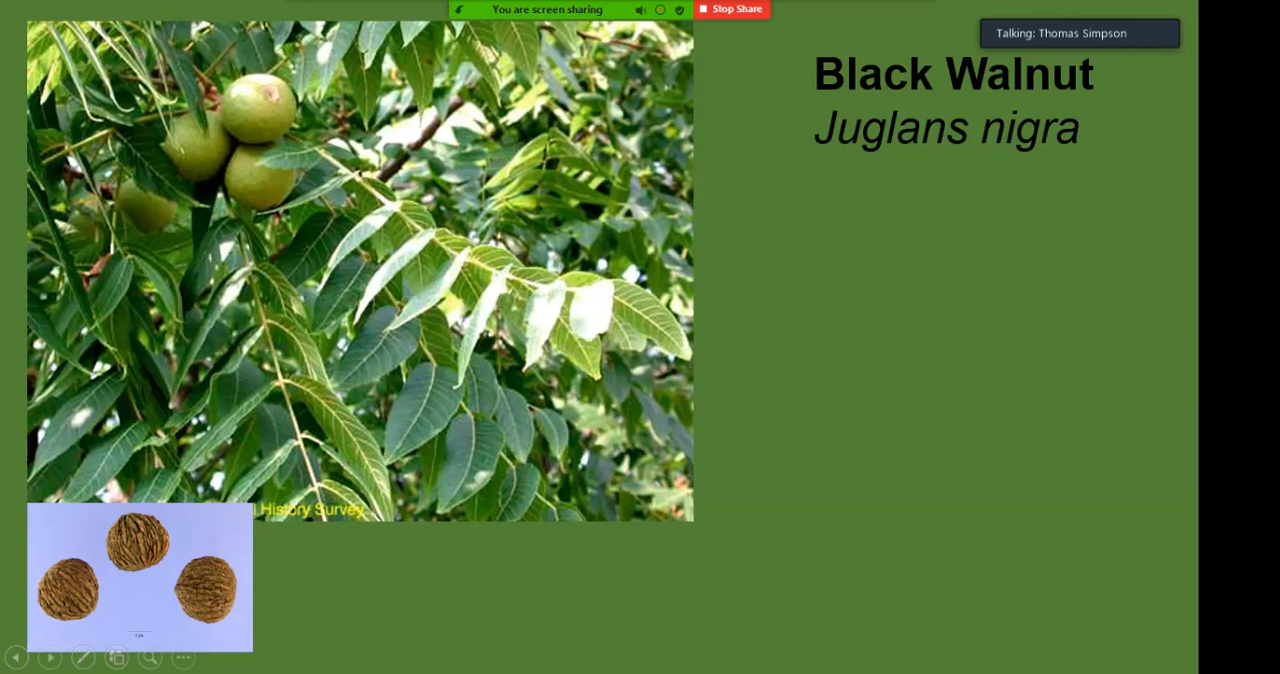 You are screen sharing
Stop Share
Talking: Thomas Simpson
Black Walnut
Juglans nigra
History Survey